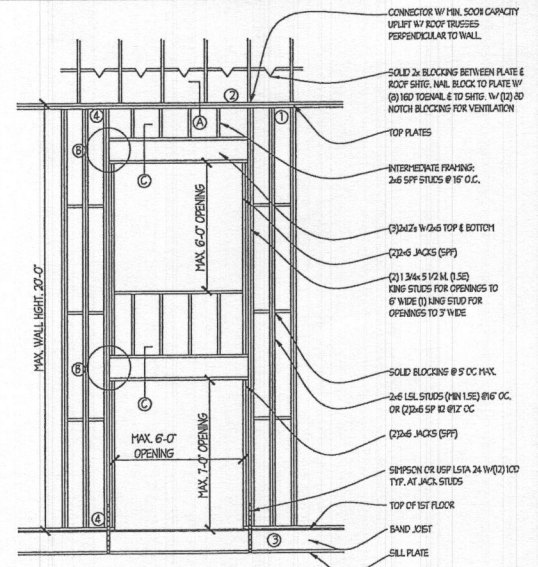 CONNECTOR W/ MIN. 500# CAPACITY
UPLIFT W/ ROOF TRUSSES
PERPENDICULAR TO WALL.
SOLID 2x BLOCKING BETWEEN PLATE &
ROOF SHTG. NAIL BLOCK TO PLATE W/
(8) 16D TOENAIL & TO SHTG. W/ (12) 8D
NOTCH BLOCKING FOR VENTILATION
TOP PLATES
INTERMEDIATE FRAMING:
2x6 SPF STUDS @ 16" O.C.
(3)2x12's W/2x6 TOP & BOTTOM
(2)2x6 JACKS (SPF)
(2) 1 3/4x 5 1/2 M.L (1.5E)
KING STUDS FOR OPENINGS TO
6' WIDE (1) KING STUD FOR
OPENINGS TO 3' WIDE
SOLID BLOCKING @ 5' OC MAX.
2x6 LSL STUDS (MIN 1.5E) @16" OC.
OR (2)2x6 SP #2 @12" OC
(2)2x6 JACKS (SPF)
SIMPSON OR USP LSTA 24 W/(12) 10D
TYP. AT JACK STUDS
TOP OF 1ST FLOOR
BAND JOIST
SILL PLATE
MAX. WALL HGHT. 20'-0"
MAX. 6'-0" OPENING
MAX. 6'-0"
OPENING
MAX. 7'-0" OPENING
2
A
4
1
B
C
B
C
4
3